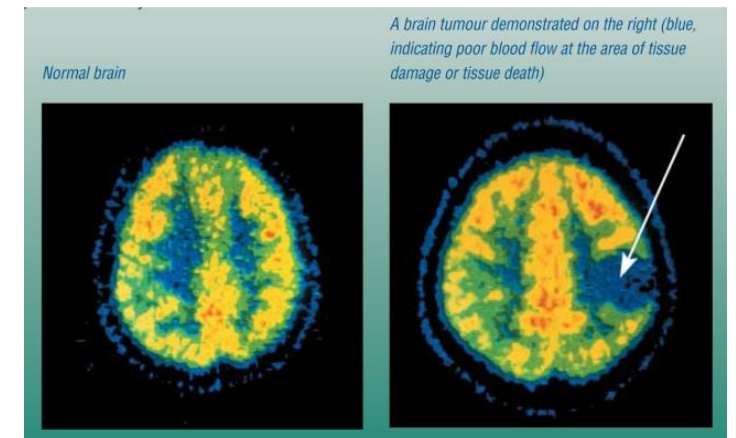 Normal brain
A brain tumour demonstrated on the right (blue,
indicating poor blood flow at the area of tissue
damage or tissue death)